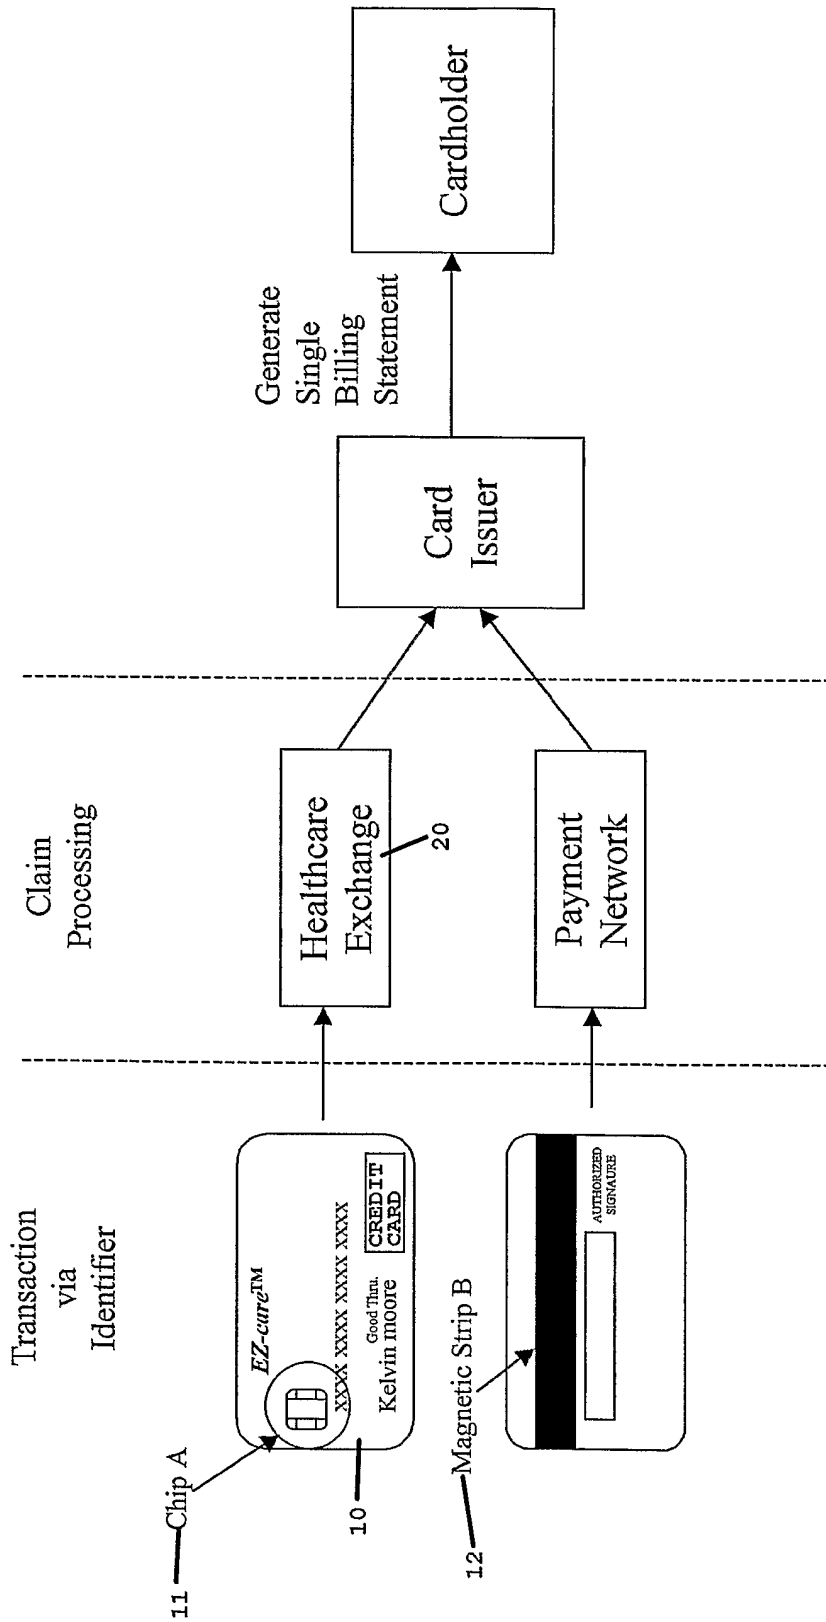 Transaction
via
Identifier
Claim
Processing
11
Chip A
EZ-care™
XXXX XXXX XXXX XXXX
Good Thru.
Kelvin moore
CREDIT
CARD
10
Healthcare
Exchange
20
Generate
Single
Billing
Statement
Card
Issuer
Cardholder
12
Magnetic Strip B
AUTHORIZED
SIGNAURE
Payment
Network